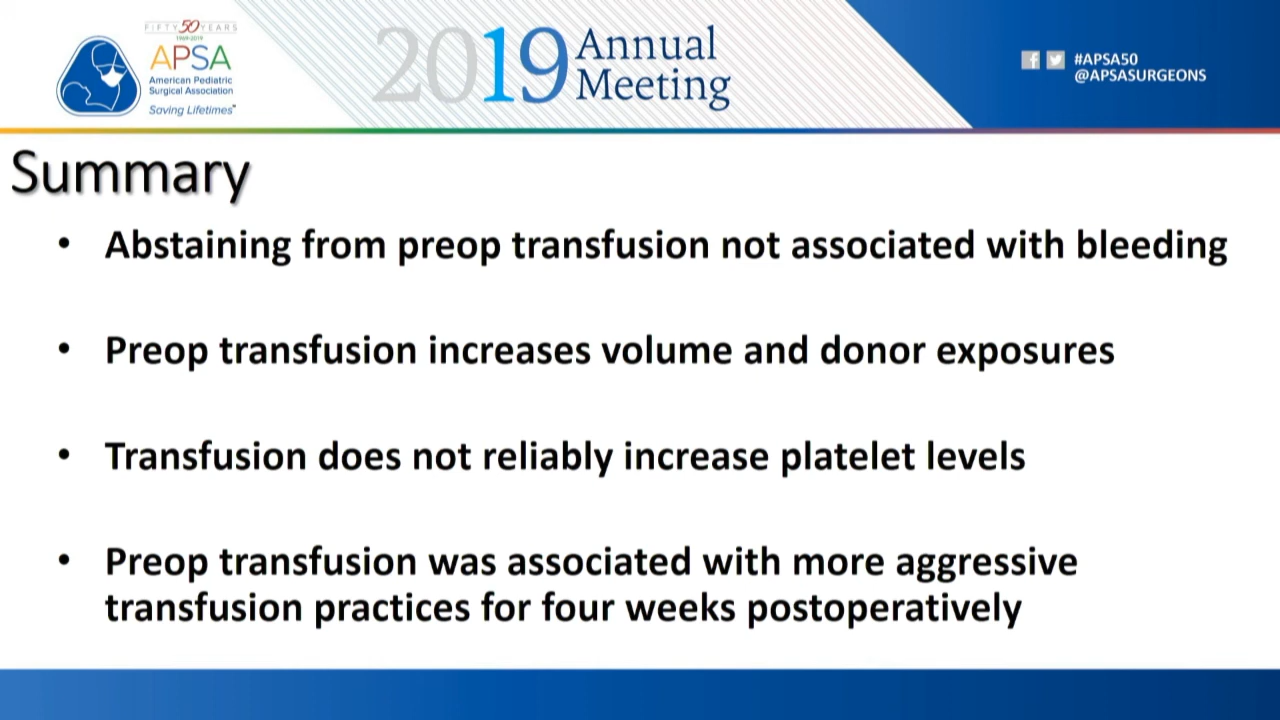 FIFTY 50 YEARS
1969-2019
APSA
American Pediatric
Surgical Association
Saving Lifetimes™
2019 Annual
Meeting
#APSA50
@APSASURGEONS
Summary
• Abstaining from preop transfusion not associated with bleeding
• Preop transfusion increases volume and donor exposures
• Transfusion does not reliably increase platelet levels
• Preop transfusion was associated with more aggressive
transfusion practices for four weeks postoperatively